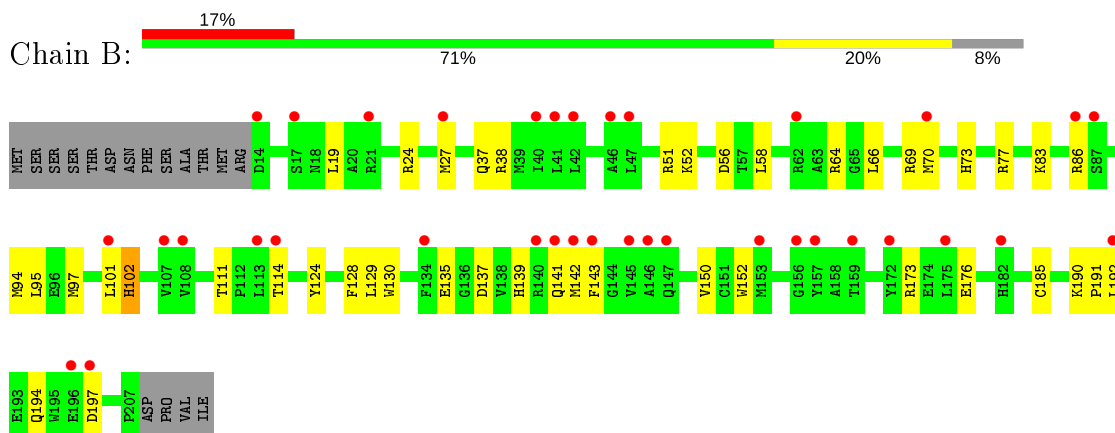 17%
Chain B:
71% 20% 8%
MET SER SER SER THR ASP ASN PHE SER ALA THR MET ARG D14 S17 N18 L19 A20 R21 R24 M27 Q37 R38 M39 I40 L41 L42 A46 L47 R51 K52 D56 T57 L58 R62 A63 R64 G65 L66 R69 M70 H73 R77 K83 R86 S87
M94 L95 E96 M97 L101 H102 V107 V108 T111 P112 L113 T114 Y124 F128 L129 W130 F134 E135 G136 D137 V138 H139 R140 Q141 M142 F143 G144 V145 A146 Q147 V150 C151 W152 M153 G156 Y157 A158 T159 Y172 R173 E174 L175 E176 H182 C185 K190 P191 L192
E193 Q194 W195 E196 D197 P207 ASP PRO VAL ILE